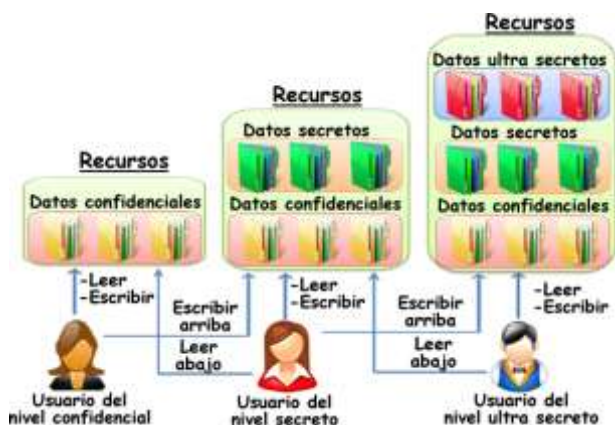 Recursos
Datos confidenciales
Recursos
Datos secretos
Datos confidenciales
Recursos
Datos ultra secretos
Datos secretos
Datos confidenciales
-Leer
-Escribir
Escribir
arriba
Leer
abajo
-Leer
-Escribir
Escribir
arriba
Leer
abajo
-Leer
-Escribir
Usuario del
nivel confidencial
Usuario del
nivel secreto
Usuario del
nivel ultra secreto